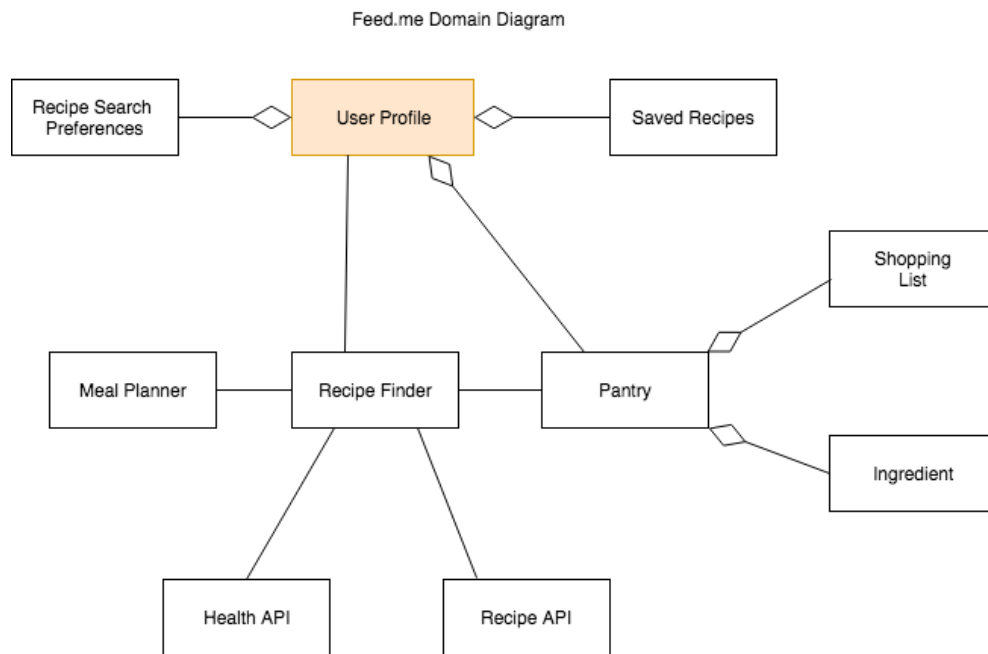 Feed.me Domain Diagram
Recipe Search
Preferences
User Profile
Saved Recipes
Shopping
List
Meal Planner
Recipe Finder
Pantry
Ingredient
Health API
Recipe API